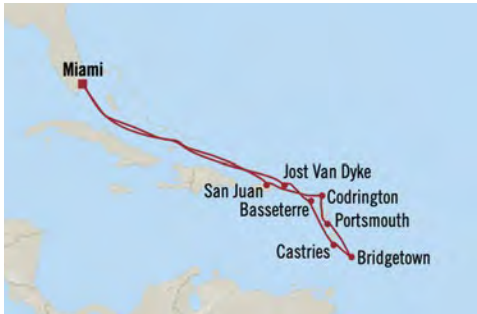 Miami
Jost Van Dyke
San Juan
Codrington
Basseterre
Portsmouth
Castries
Bridgetown